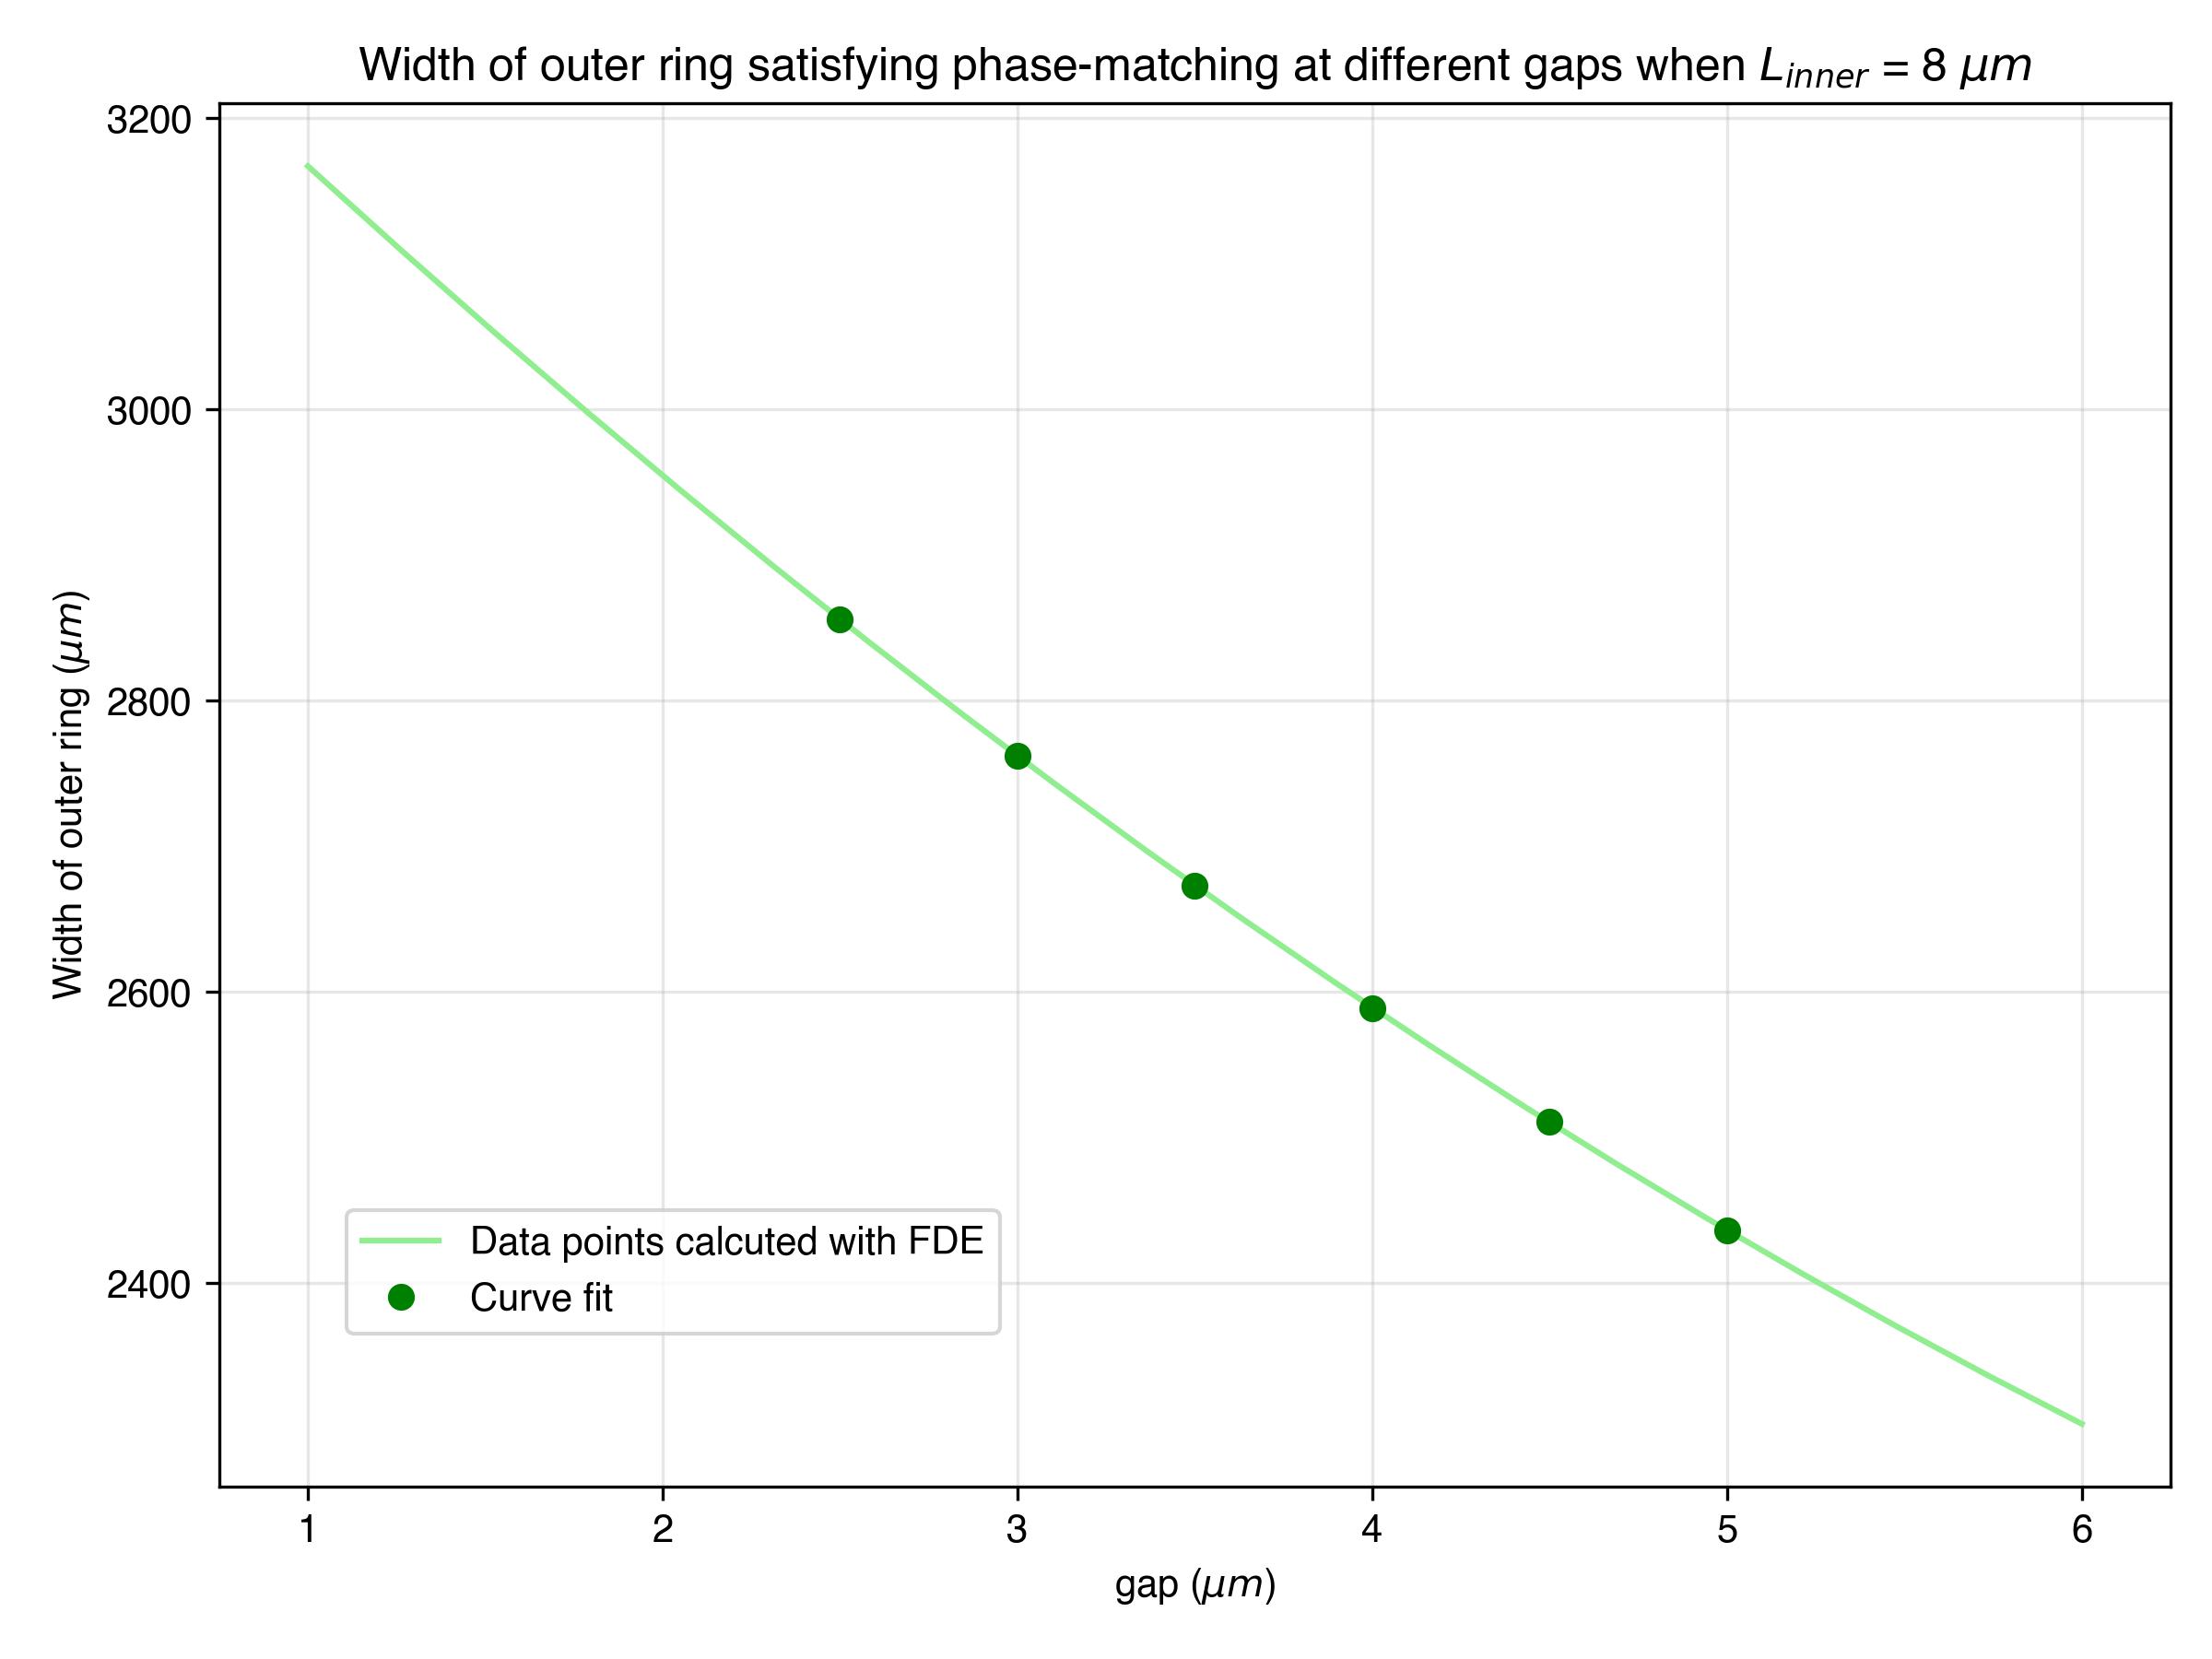 Width of outer ring satisfying phase-matching at different gaps when L_inner = 8 μm
3200
3000
2800
2600
2400
Width of outer ring (μm)
Data points calcuted with FDE
Curve fit
1 2 3 4 5 6
gap (μm)